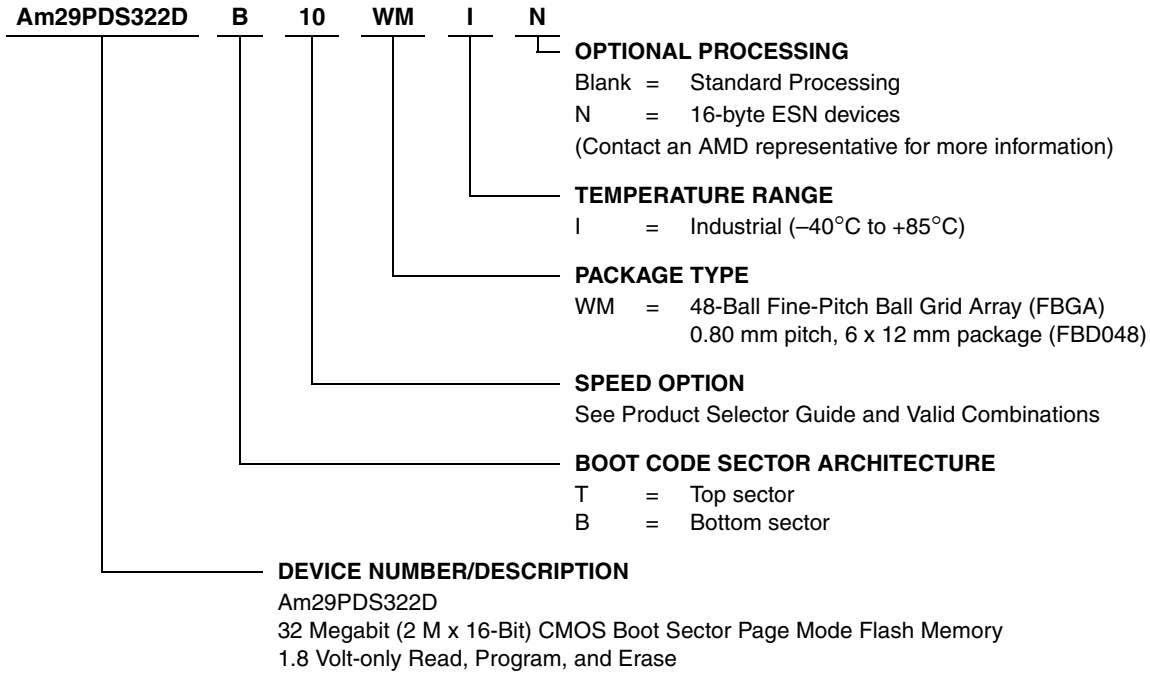 Am29PDS322D B 10 WM I N
OPTIONAL PROCESSING
Blank = Standard Processing
N = 16-byte ESN devices
(Contact an AMD representative for more information)
TEMPERATURE RANGE
I = Industrial (–40°C to +85°C)
PACKAGE TYPE
WM = 48-Ball Fine-Pitch Ball Grid Array (FBGA)
0.80 mm pitch, 6 x 12 mm package (FBD048)
SPEED OPTION
See Product Selector Guide and Valid Combinations
BOOT CODE SECTOR ARCHITECTURE
T = Top sector
B = Bottom sector
DEVICE NUMBER/DESCRIPTION
Am29PDS322D
32 Megabit (2 M x 16-Bit) CMOS Boot Sector Page Mode Flash Memory
1.8 Volt-only Read, Program, and Erase